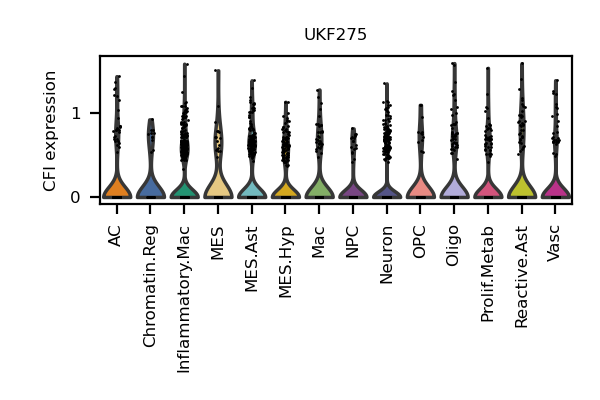 UKF275
CFI expression
1
0
AC
Chromatin.Reg
Inflammatory.Mac
MES
MES.Ast
MES.Hyp
Mac
NPC
Neuron
OPC
Oligo
Prolif.Metab
Reactive.Ast
Vasc